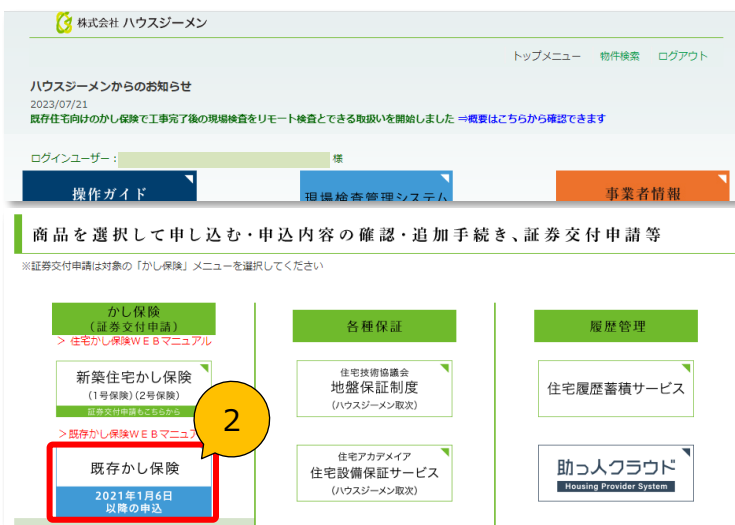 株式会社 ハウスジーメン
トップメニュー 物件検索 ログアウト
ハウスジーメンからのお知らせ
2023/07/21
既存住宅向けのかし保険で工事完了後の現場検査をリモート検査とできる取扱いを開始しました ⇒概要はこちらから確認できます
ログインユーザー： 様
操作ガイド 現場検査管理システム 事業者情報
商品を選択して申し込む・申込内容の確認・追加手続き、証券交付申請等
※証券交付申請は対象の「かし保険」メニューを選択してください
かし保険
（証券交付申請）
各種保証
履歴管理
＞ 住宅かし保険ＷＥＢマニュアル
新築住宅かし保険
(1号保険)(2号保険)
証券交付申請もこちらから
住宅技術協議会
地盤保証制度
(ハウスジーメン取次)
住宅履歴蓄積サービス
2
＞既存かし保険ＷＥＢマニュア
既存かし保険
2021年1月6日
以降の申込
住宅アカデメイア
住宅設備保証サービス
(ハウスジーメン取次)
助っ人クラウド
Housing Provider System